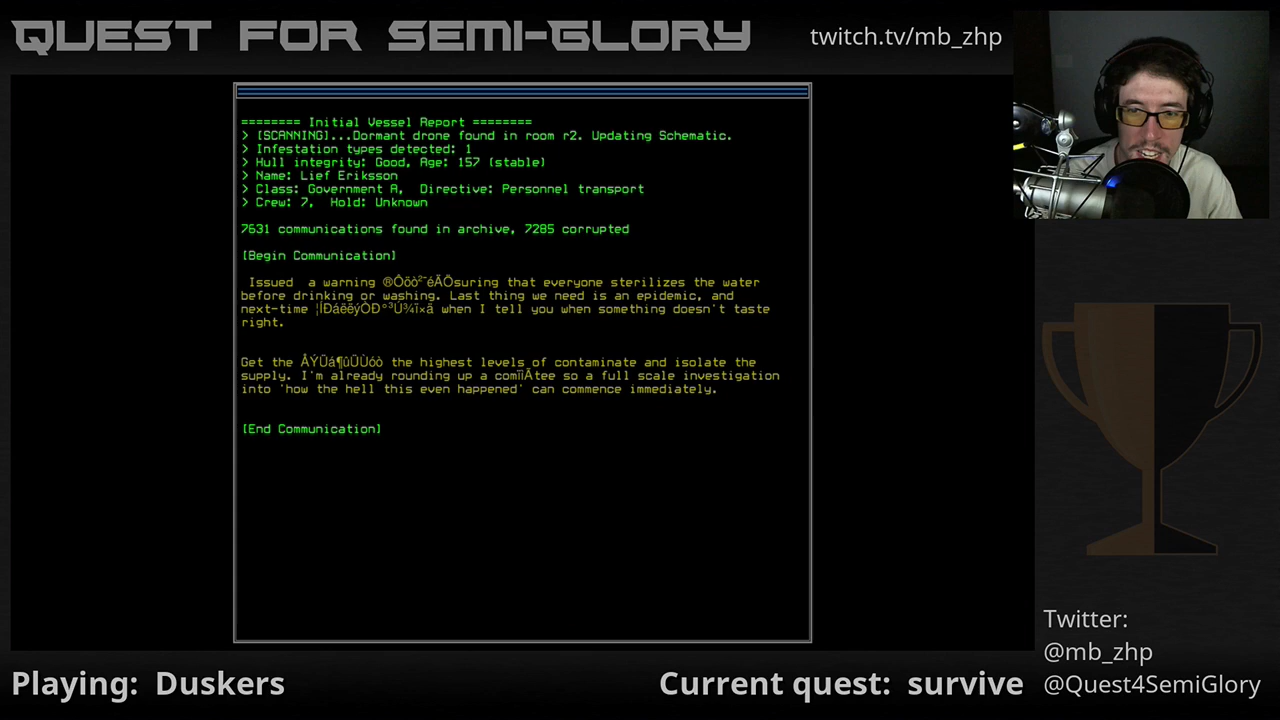 QUEST FOR SEMI-GLORY
twitch.tv/mb_zhp
======== Initial Vessel Report ========
> [SCANNING]...Dormant drone found in room r2. Updating Schematic.
> Infestation types detected: 1
> Hull integrity: Good, Age: 157 (stable)
> Name: Lief Eriksson
> Class: Government A, Directive: Personnel transport
> Crew: 7, Hold: Unknown
7631 communications found in archive, 7285 corrupted
[Begin Communication]
Issued a warning that everyone sterilizes the water
before drinking or washing. Last thing we need is an epidemic, and
next-time when I tell you when something doesn't taste
right.
Get the the highest levels of contaminate and isolate the
supply. I'm already rounding up a so a full scale investigation
into 'how the hell this even happened' can commence immediately.
[End Communication]
Twitter:
@mb_zhp
@Quest4SemiGlory
Playing: Duskers
Current quest: survive